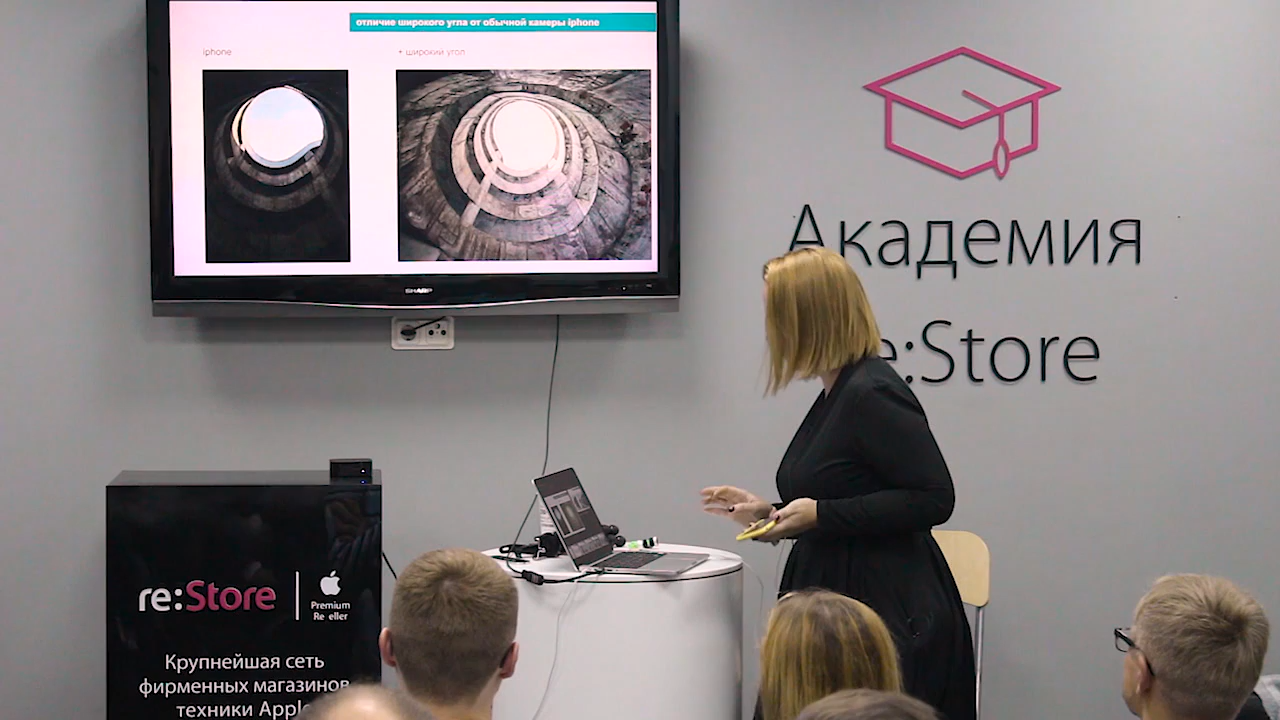 отличие широкого угла от обычной камеры iphone
iphone
+ широкий угол
SHARP
Академия
e:Store
re:Store
Premium
Re eller
Крупнейшая сеть
фирменных магазинов
техники Apple